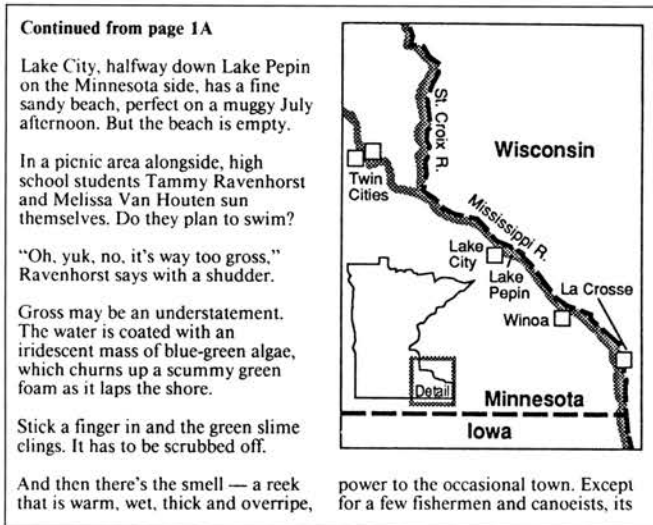 Continued from page 1A
Lake City, halfway down Lake Pepin
on the Minnesota side, has a fine
sandy beach, perfect on a muggy July
afternoon. But the beach is empty.
In a picnic area alongside, high
school students Tammy Ravenhorst
and Melissa Van Houten sun
themselves. Do they plan to swim?
“Oh, yuk, no, it's way too gross,”
Ravenhorst says with a shudder.
Gross may be an understatement.
The water is coated with an
iridescent mass of blue-green algae,
which churns up a scummy green
foam as it laps the shore.
Stick a finger in and the green slime
clings. It has to be scrubbed off.
And then there's the smell — a reek
that is warm, wet, thick and overripe,
St. Croix R.
Wisconsin
Twin
Cities
Mississippi R.
Lake
City
Lake
Pepin
La Crosse
Winoa
Detail
Minnesota
Iowa
power to the occasional town. Except
for a few fishermen and canoeists, its